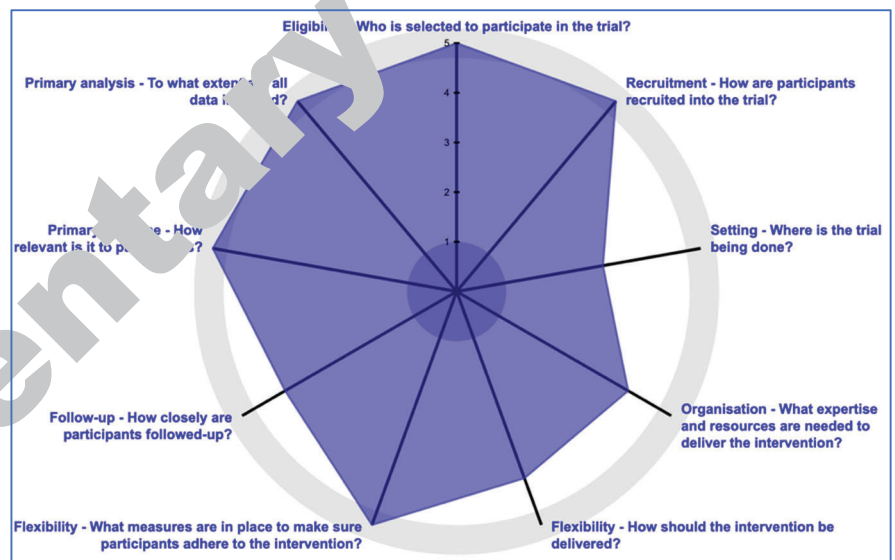 Who is selected to participate in the trial?
Primary analysis - To what
all
data
Recruitment - How are participants
recruited into the trial?
5
4
3
2
1
How
relevant is it to
Setting - Where is the trial
being done?
Follow-up - How closely are
participants followed-up?
Organisation - What expertise
and resources are needed to
deliver the intervention?
Flexibility - What measures are in place to make sure
participants adhere to the intervention?
Flexibility - How should the intervention be
delivered?
entary